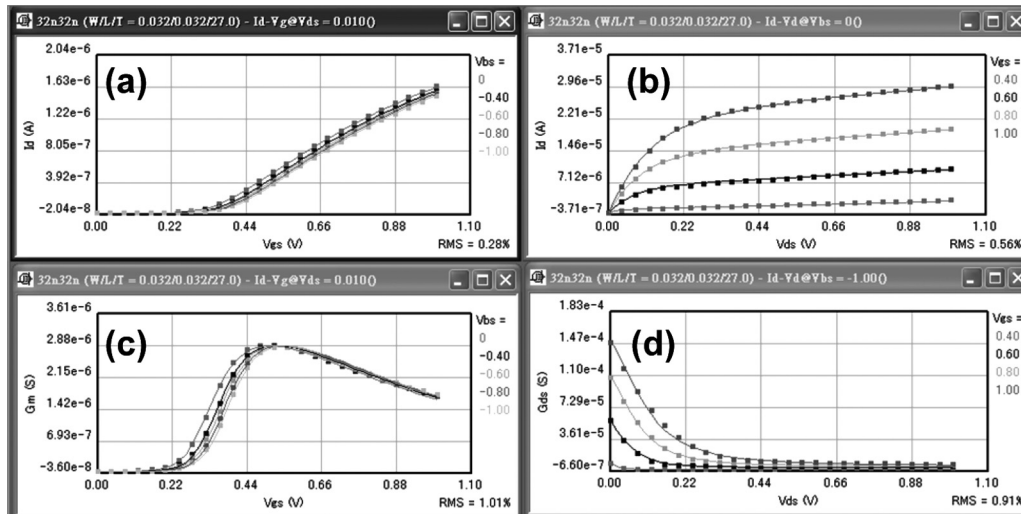 32n32n (W/L/T = 0.032/0.032/27.0) - Id-Vg@Vds = 0.010()
(a)
2.04e-6
1.63e-6
1.22e-6
8.05e-7
3.92e-7
-2.04e-8
Id (A)
0.00 0.22 0.44 0.66 0.88 1.10
Vgs (V)
RMS = 0.28%
Vbs =
0
-0.40
-0.60
-0.80
-1.00
32n32n (W/L/T = 0.032/0.032/27.0) - Id-Vd@Vbs = 0()
(b)
3.71e-5
2.96e-5
2.21e-5
1.46e-5
7.12e-6
-3.71e-7
Id (A)
0.00 0.22 0.44 0.66 0.88 1.10
Vds (V)
RMS = 0.56%
Vgs =
0.40
0.60
0.80
1.00
32n32n (W/L/T = 0.032/0.032/27.0) - Id-Vg@Vds = 0.010()
(c)
3.61e-6
2.88e-6
2.15e-6
1.42e-6
6.93e-7
-3.60e-8
Gm (S)
0.00 0.22 0.44 0.66 0.88 1.10
Vgs (V)
RMS = 1.01%
Vbs =
0
-0.40
-0.60
-0.80
-1.00
32n32n (W/L/T = 0.032/0.032/27.0) - Id-Vd@Vbs = -1.00()
(d)
1.83e-4
1.47e-4
1.10e-4
7.29e-5
3.61e-5
-6.60e-7
Gds (S)
0.00 0.22 0.44 0.66 0.88 1.10
Vds (V)
RMS = 0.91%
Vgs =
0.40
0.60
0.80
1.00